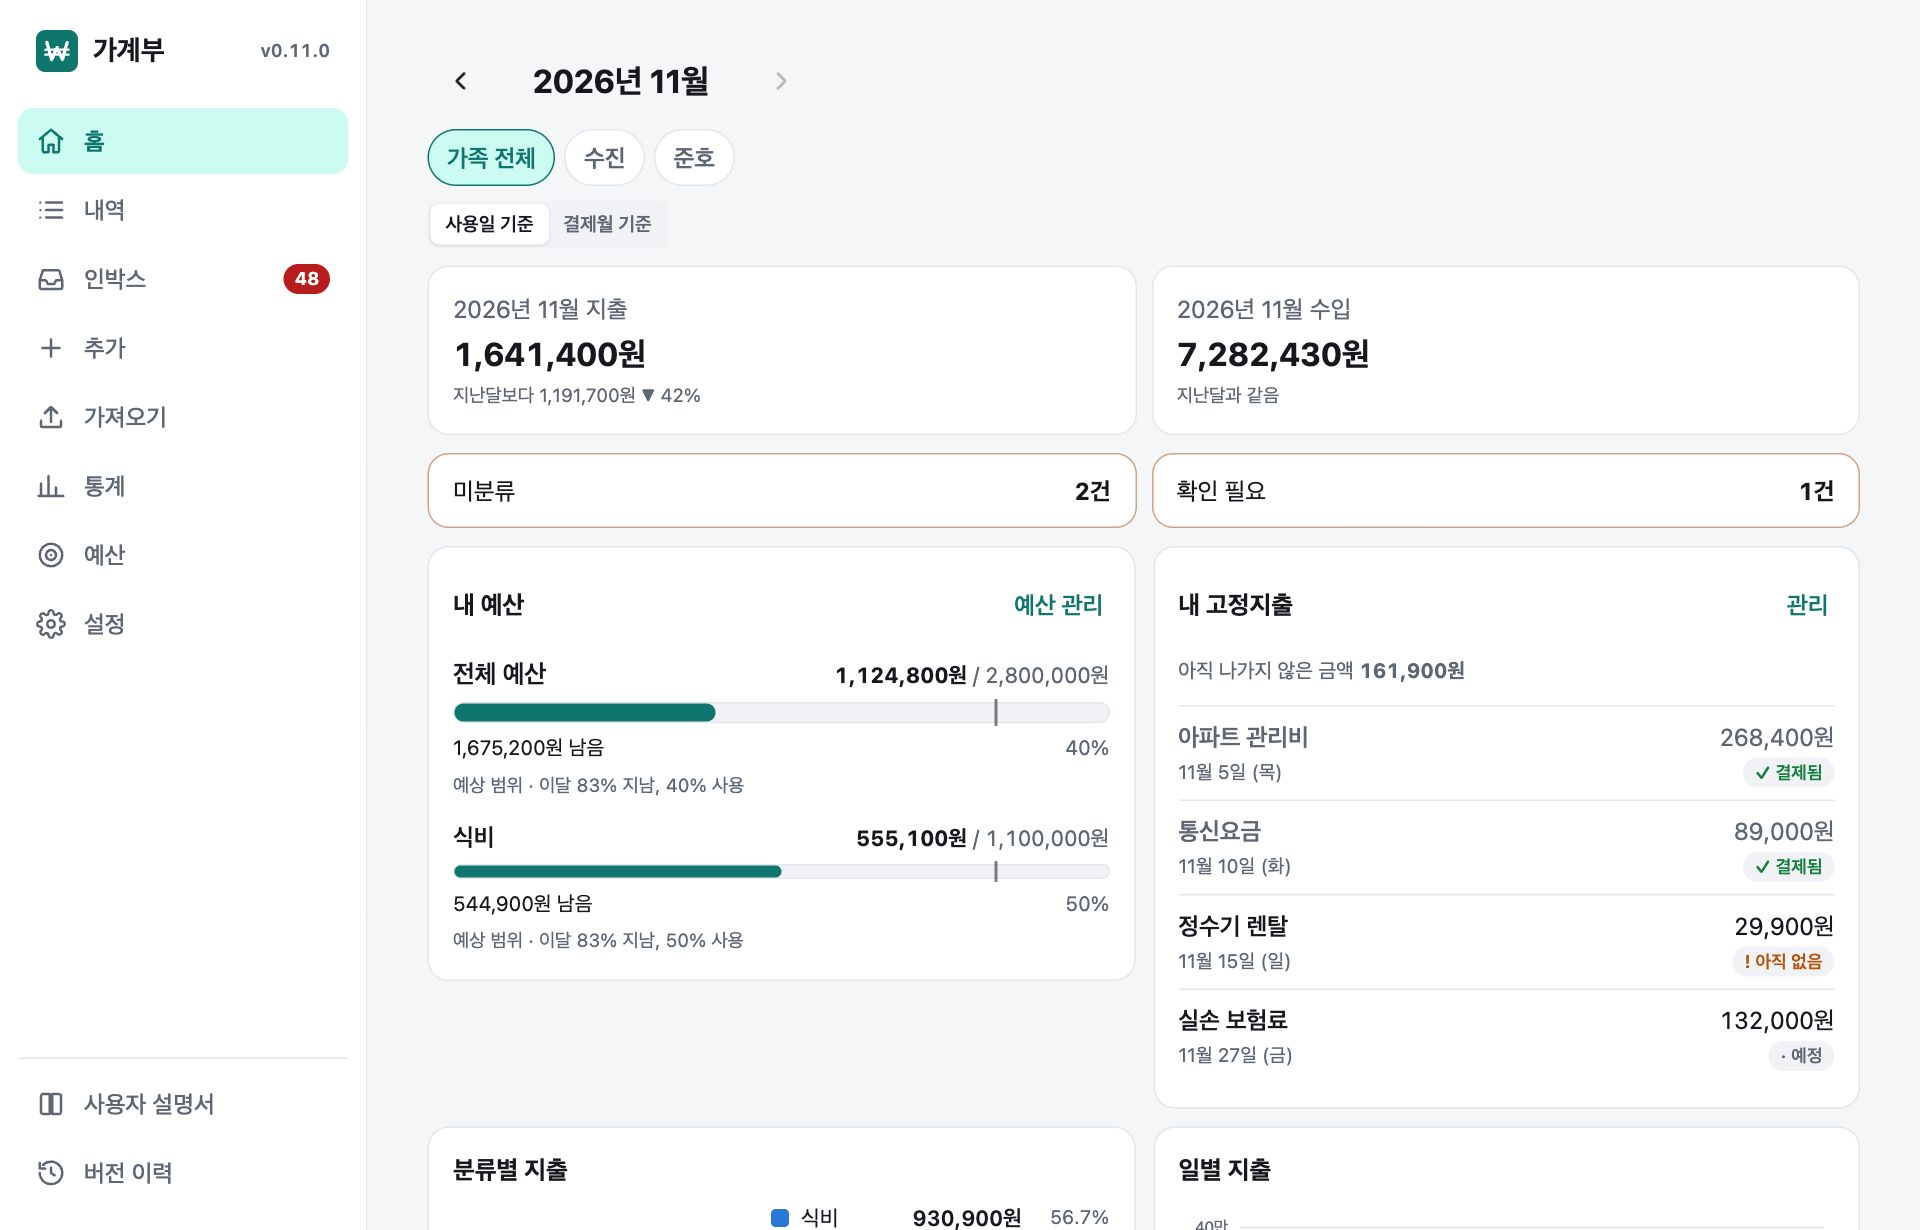 가계부
v0.11.0
홈
내역
인박스
48
추가
가져오기
통계
예산
설정
사용자 설명서
버전 이력
2026년 11월
가족 전체
수진
준호
사용일 기준
결제월 기준
2026년 11월 지출
1,641,400원
지난달보다 1,191,700원 ▼ 42%
2026년 11월 수입
7,282,430원
지난달과 같음
미분류
2건
확인 필요
1건
내 예산
예산 관리
전체 예산
1,124,800원 / 2,800,000원
1,675,200원 남음
40%
예상 범위 · 이달 83% 지남, 40% 사용
식비
555,100원 / 1,100,000원
544,900원 남음
50%
예상 범위 · 이달 83% 지남, 50% 사용
내 고정지출
관리
아직 나가지 않은 금액 161,900원
아파트 관리비
268,400원
11월 5일 (목)
✓ 결제됨
통신요금
89,000원
11월 10일 (화)
✓ 결제됨
정수기 렌탈
29,900원
11월 15일 (일)
! 아직 없음
실손 보험료
132,000원
11월 27일 (금)
· 예정
분류별 지출
식비
930,900원
56.7%
일별 지출
40만